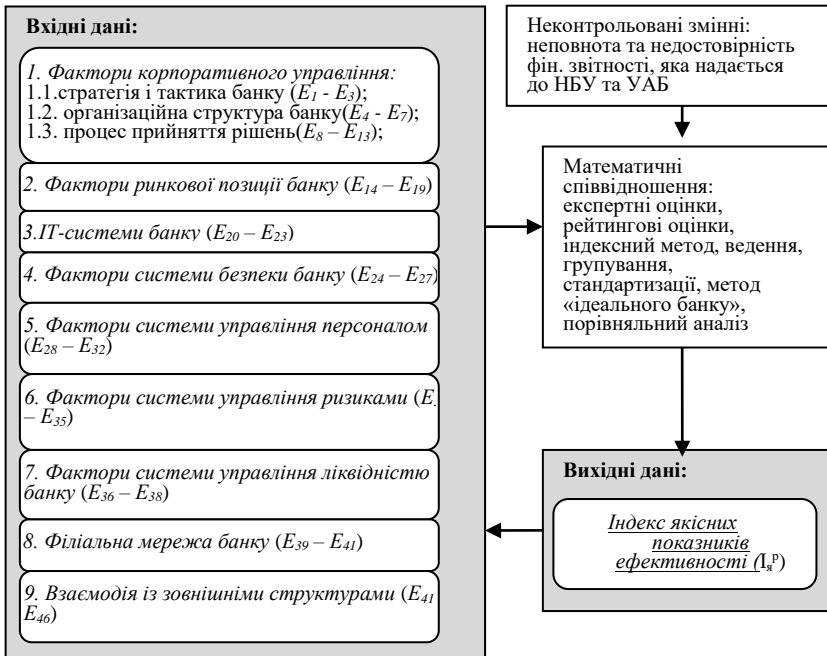 Вхідні дані:
1. Фактори корпоративного управління:
1.1.стратегія і тактика банку (E1 - E3);
1.2. організаційна структура банку(E4 - E7);
1.3. процес прийняття рішень(E8 – E13);
2. Фактори ринкової позиції банку (E14 – E19)
3.IT-системи банку (E20 – E23)
4. Фактори системи безпеки банку (E24 – E27)
5. Фактори системи управління персоналом
(E28 – E32)
6. Фактори системи управління ризиками (E
– E35)
7. Фактори системи управління ліквідністю
банку (E36 – E38)
8. Філіальна мережа банку (E39 – E41)
9. Взаємодія із зовнішніми структурами (E41
E46)
Неконтрольовані змінні:
неповнота та недостовірність
фін. звітності, яка надається
до НБУ та УАБ
Математичні
співвідношення:
експертні оцінки,
рейтингові оцінки,
індексний метод, ведення,
групування,
стандартизації, метод
«ідеального банку»,
порівняльний аналіз
Вихідні дані:
Індекс якісних
показників
ефективності (Iяᵖ)